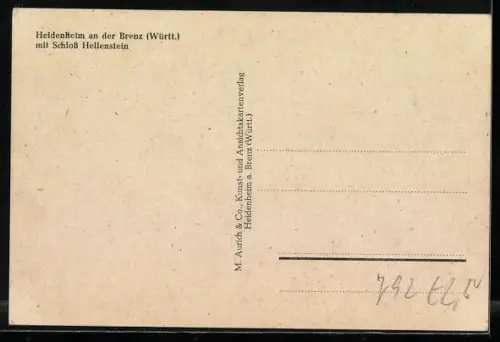 Heidenheim an der Brenz (Württ.)
mit Schloß Hellenstein
M. Aurich & Co., Kunst- und Ansichtskartenverlag
Heidenheim a. Brenz (Württ.)